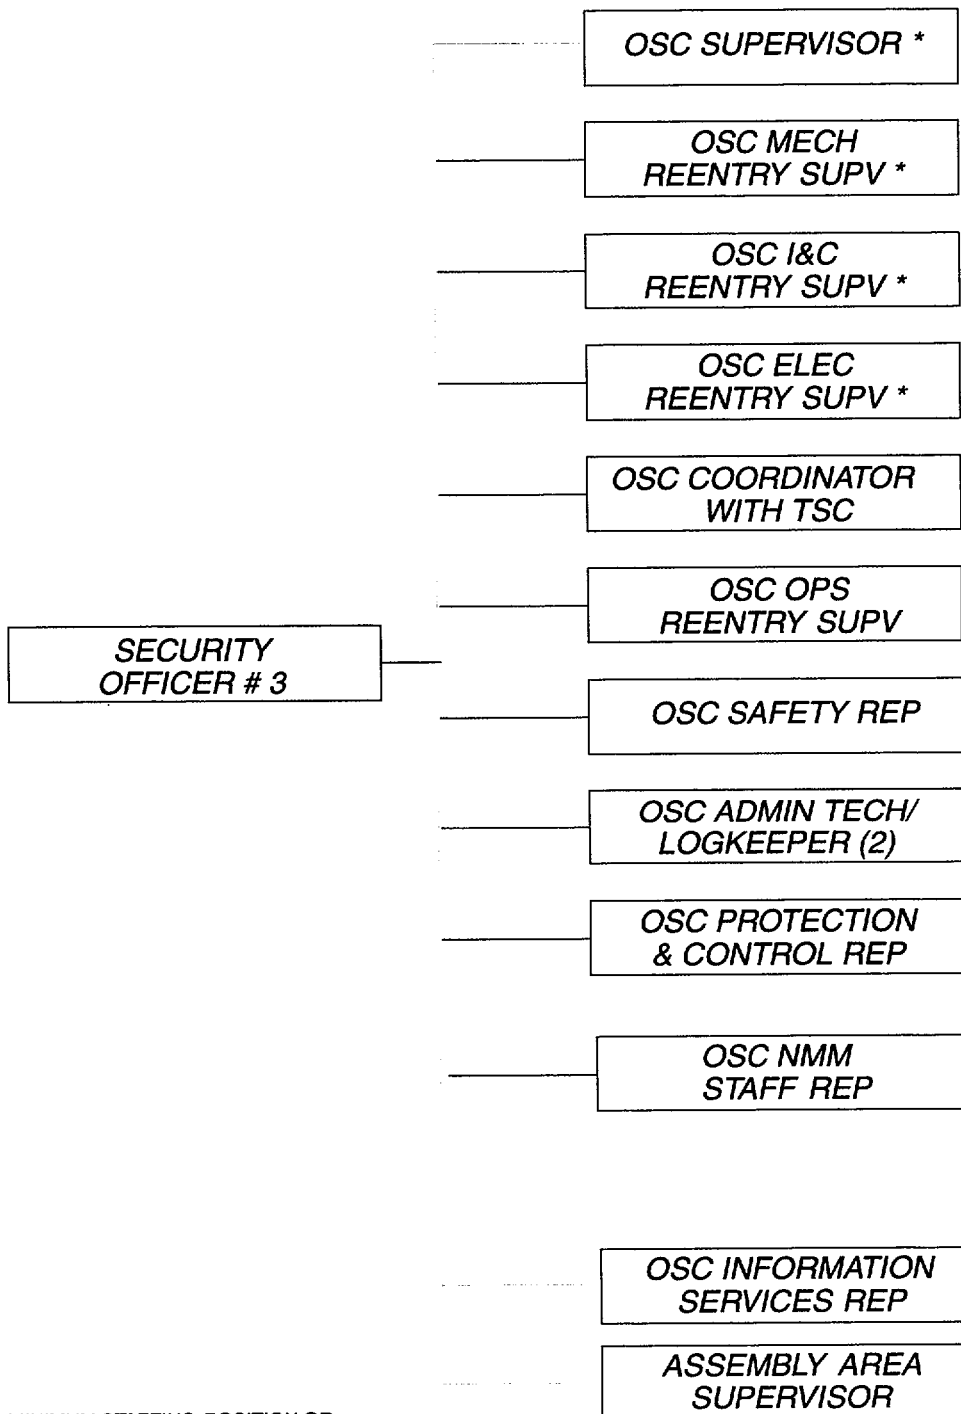 OSC SUPERVISOR *
OSC MECH
REENTRY SUPV *
OSC I&C
REENTRY SUPV *
OSC ELEC
REENTRY SUPV *
OSC COORDINATOR
WITH TSC
OSC OPS
REENTRY SUPV
SECURITY
OFFICER # 3
OSC SAFETY REP
OSC ADMIN TECH/
LOGKEEPER (2)
OSC PROTECTION
& CONTROL REP
OSC NMM
STAFF REP
OSC INFORMATION
SERVICES REP
ASSEMBLY AREA
SUPERVISOR